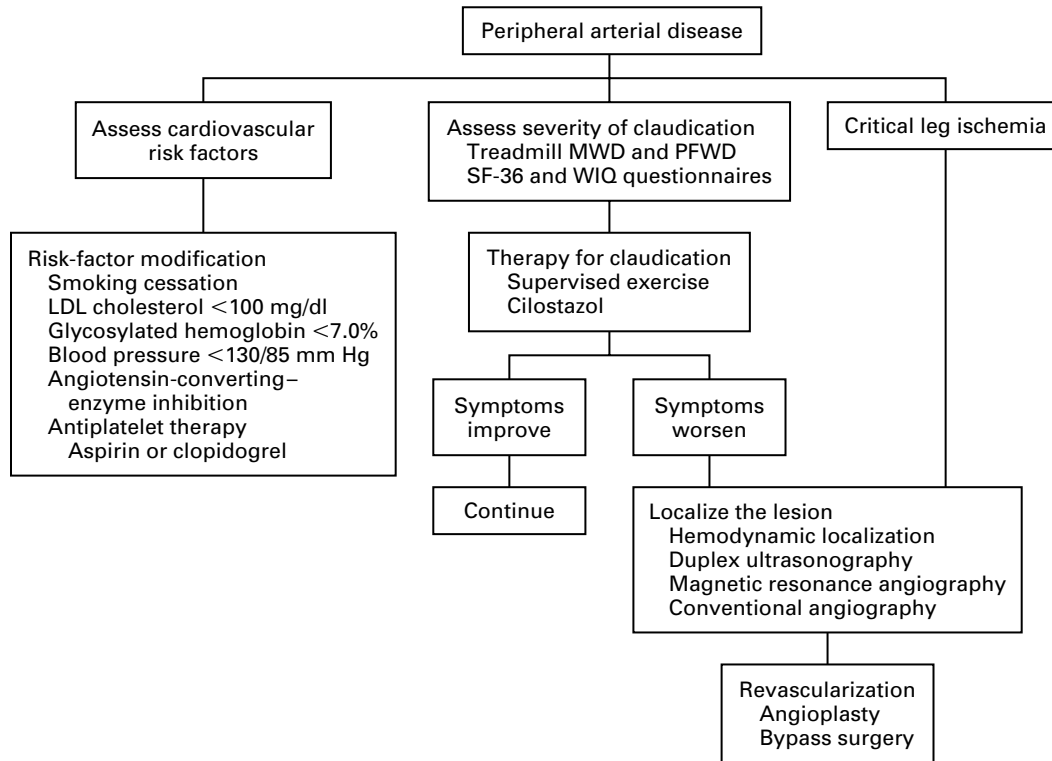 Peripheral arterial disease
Assess cardiovascular
risk factors
Assess severity of claudication
Treadmill MWD and PFWD
SF-36 and WIQ questionnaires
Critical leg ischemia
Risk-factor modification
Smoking cessation
LDL cholesterol <100 mg/dl
Glycosylated hemoglobin <7.0%
Blood pressure <130/85 mm Hg
Angiotensin-converting–
enzyme inhibition
Antiplatelet therapy
Aspirin or clopidogrel
Therapy for claudication
Supervised exercise
Cilostazol
Symptoms
improve
Symptoms
worsen
Continue
Localize the lesion
Hemodynamic localization
Duplex ultrasonography
Magnetic resonance angiography
Conventional angiography
Revascularization
Angioplasty
Bypass surgery